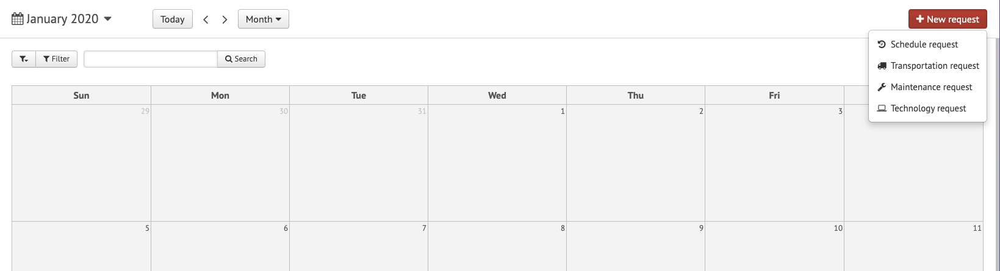 January 2020
Today
Month
New request
Schedule request
Transportation request
Maintenance request
Technology request
Filter
Search
Sun Mon Tue Wed Thu Fri
29 30 31 1 2 3
5 6 7 8 9 10 11